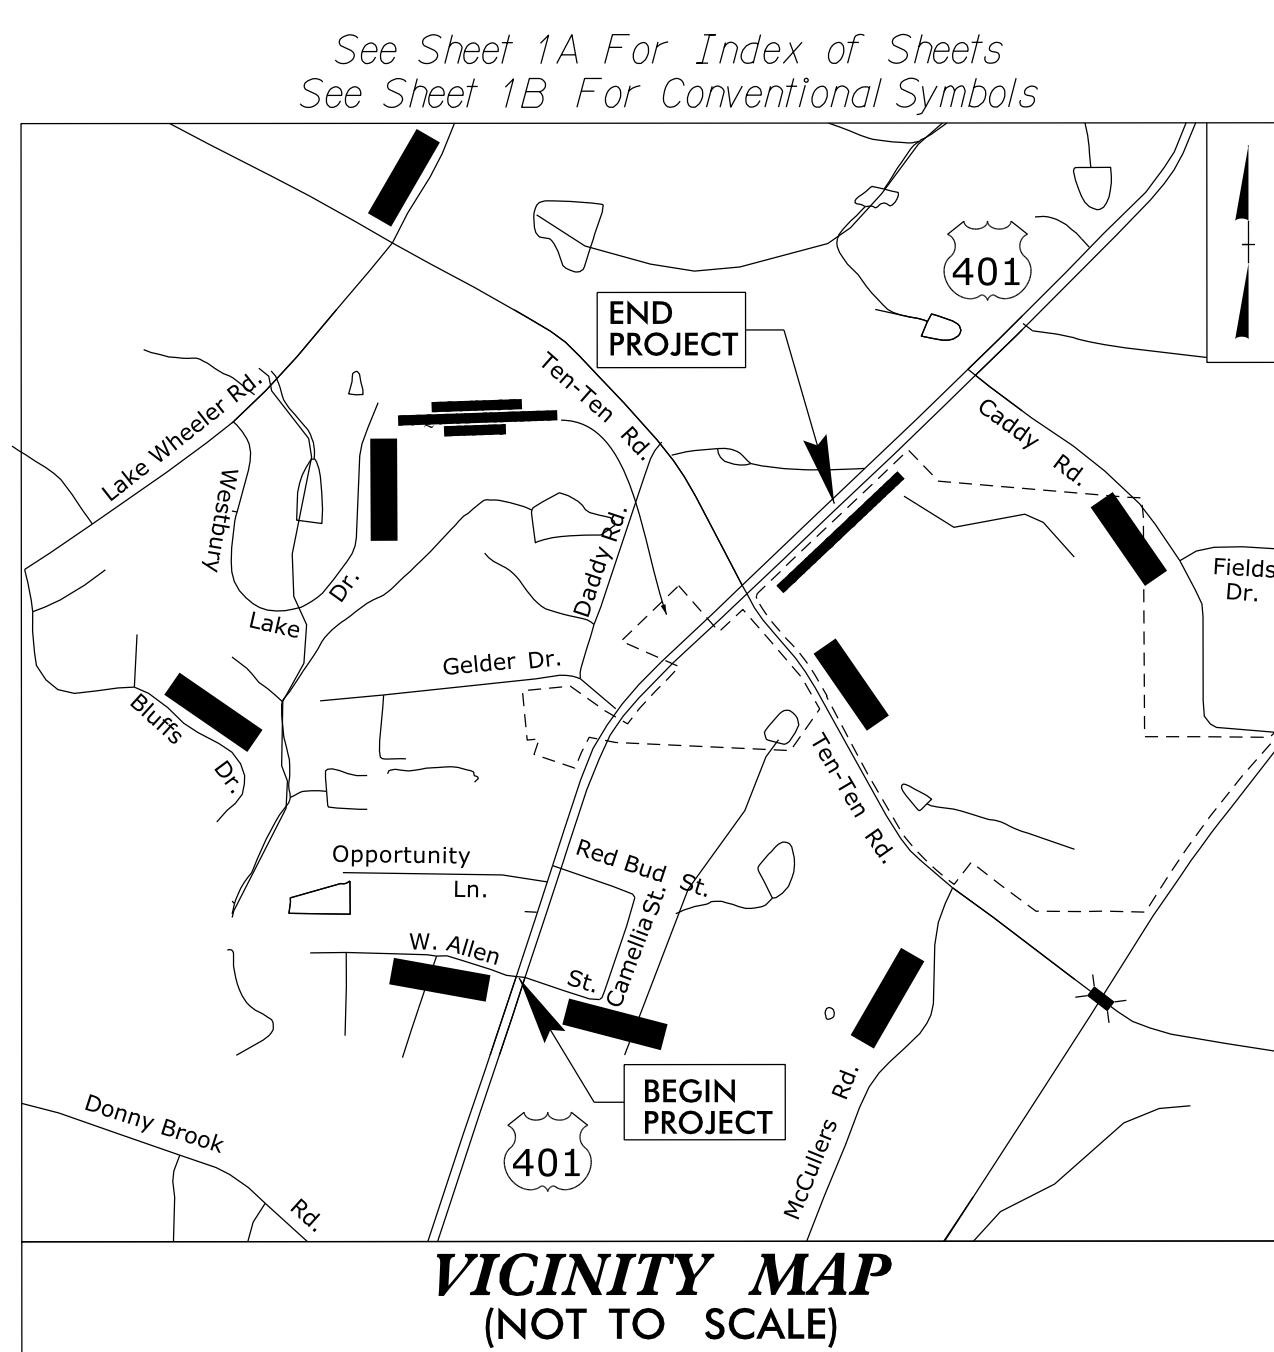 See Sheet 1A For Index of Sheets
See Sheet 1B For Conventional Symbols
401
END
PROJECT
Ten-Ten Rd.
Lake Wheeler Rd.
Caddy Rd.
Westbury
Lake Dr.
Daddy Rd.
Fields
Dr.
Gelder Dr.
Bluffs Dr.
Ten-Ten Rd.
Opportunity
Ln.
Red Bud St.
Camellia St.
W. Allen St.
BEGIN
PROJECT
McCullers Rd.
Donny Brook Rd.
401
VICINITY MAP
(NOT TO SCALE)